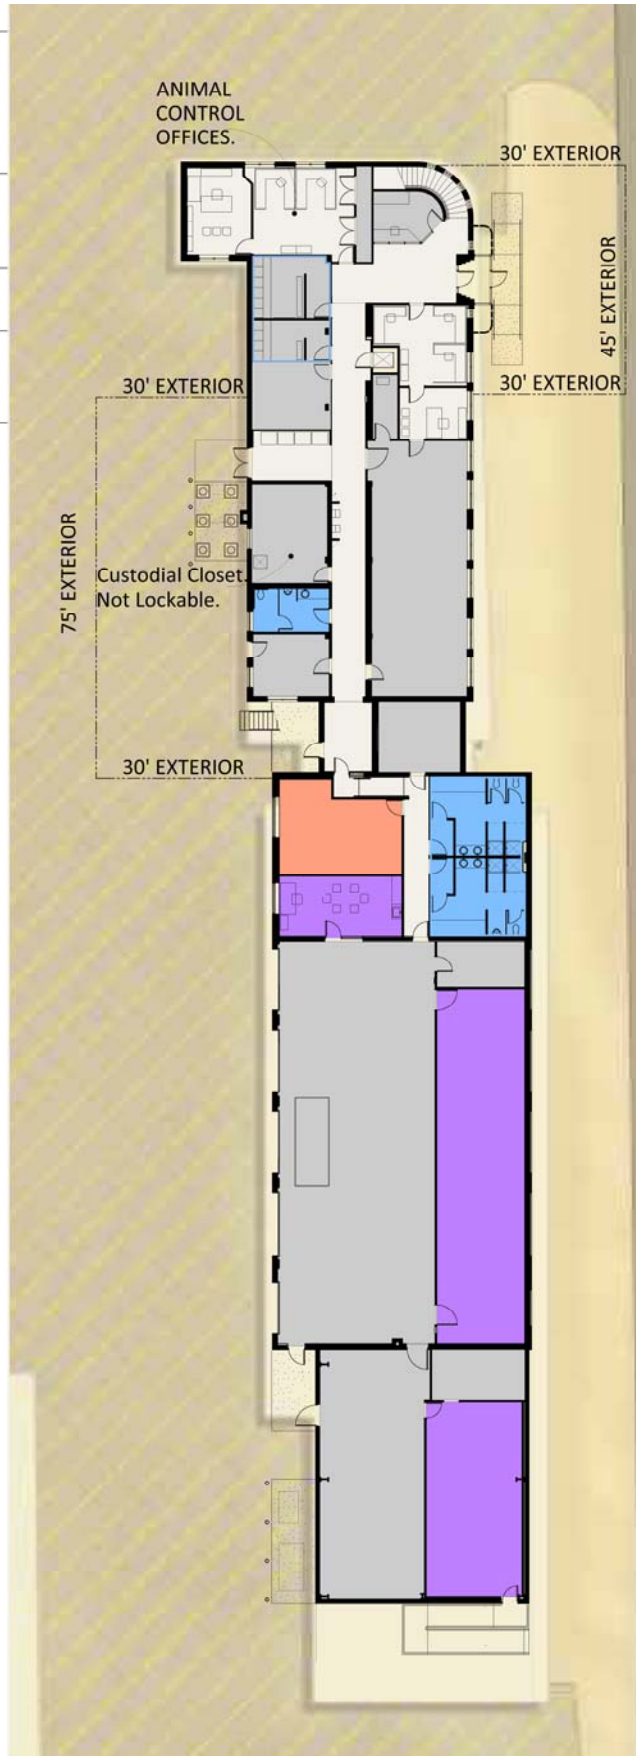 ANIMAL
CONTROL
OFFICES.
30' EXTERIOR
45' EXTERIOR
30' EXTERIOR
30' EXTERIOR
75' EXTERIOR
Custodial Closet.
Not Lockable.
30' EXTERIOR